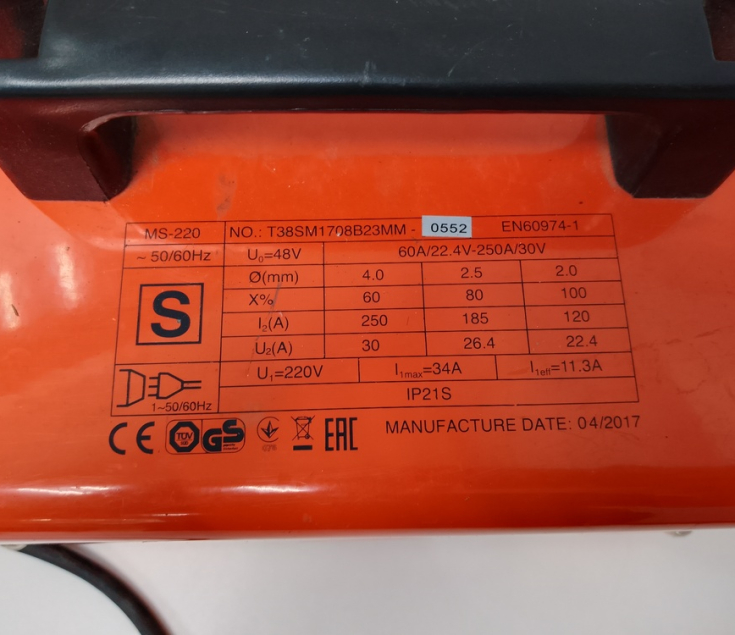 MS-220 NO.: T38SM1708B23MM - 0552 EN60974-1
~ 50/60Hz U₀=48V 60A/22.4V-250A/30V
S
Ø(mm) 4.0 2.5 2.0
X% 60 80 100
I₂(A) 250 185 120
U₂(A) 30 26.4 22.4
1~50/60Hz U₁=220V I₁max=34A I₁eff=11.3A
IP21S
CE TÜV GS EAC MANUFACTURE DATE: 04/2017